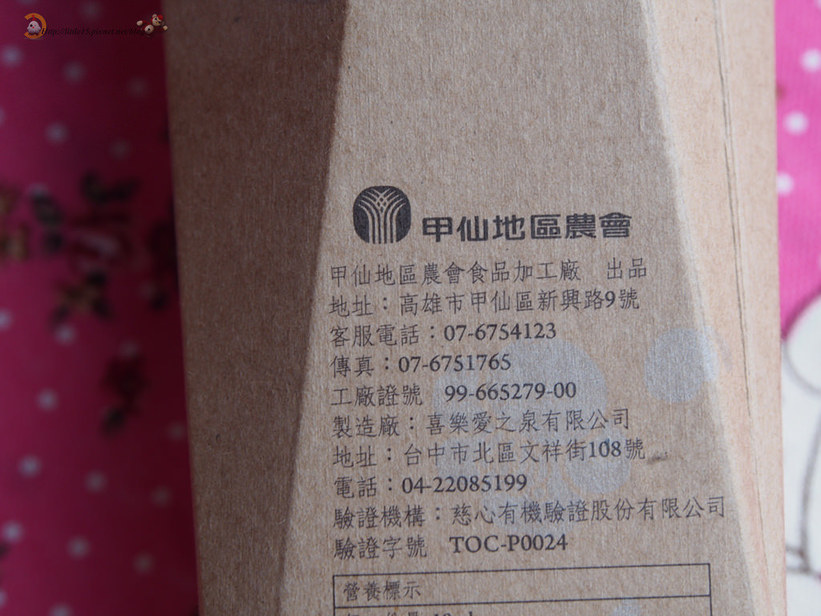 甲仙地區農會
甲仙地區農會食品加工廠 出品
地址：高雄市甲仙區新興路9號
客服電話：07-6754123
傳真：07-6751765
工廠證號 99-665279-00
製造廠：喜樂愛之泉有限公司
地址：台中市北區文祥街108號
電話：04-22085199
驗證機構：慈心有機驗證股份有限公司
驗證字號 TOC-P0024
營養標示